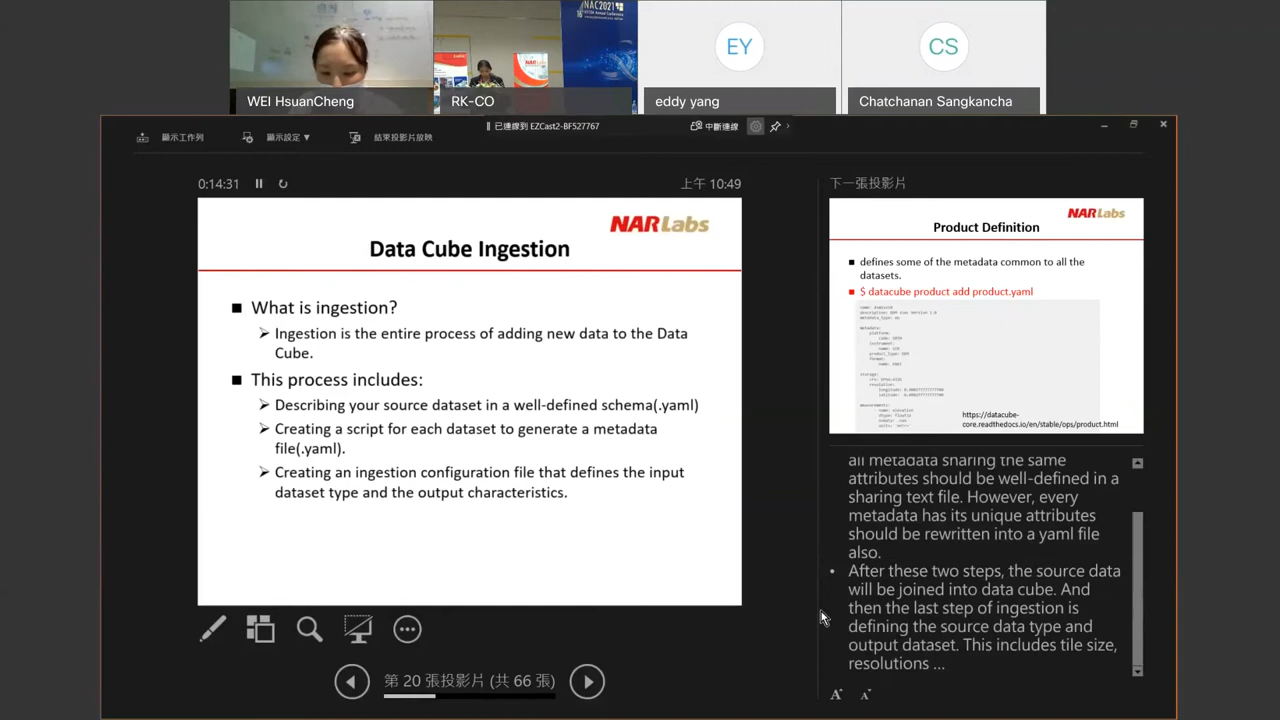 NAC2021
NARLabs
WEI HsuanCheng
RK-CO
EY
eddy yang
CS
Chatchanan Sangkancha
顯示工作列
顯示設定 ▼
結束投影片放映
已連線到 EZCast2-BF527767
中斷連線
0:14:31
上午 10:49
下一張投影片
NARLabs
Data Cube Ingestion
■ What is ingestion?
➢ Ingestion is the entire process of adding new data to the Data
Cube.
■ This process includes:
➢ Describing your source dataset in a well-defined schema(.yaml)
➢ Creating a script for each dataset to generate a metadata
file(.yaml).
➢ Creating an ingestion configuration file that defines the input
dataset type and the output characteristics.
NARLabs
Product Definition
■ defines some of the metadata common to all the
datasets.
■ $ datacube product add product.yaml
metadata:
platform:
instrument:
format:
storage:
resolution:
measurements:
https://datacube-
core.readthedocs.io/en/stable/ops/product.html
all metadata sharing the same
attributes should be well-defined in a
sharing text file. However, every
metadata has its unique attributes
should be rewritten into a yaml file
also.
• After these two steps, the source data
will be joined into data cube. And
then the last step of ingestion is
defining the source data type and
output dataset. This includes tile size,
resolutions ...
第 20 張投影片 (共 66 張)
A A